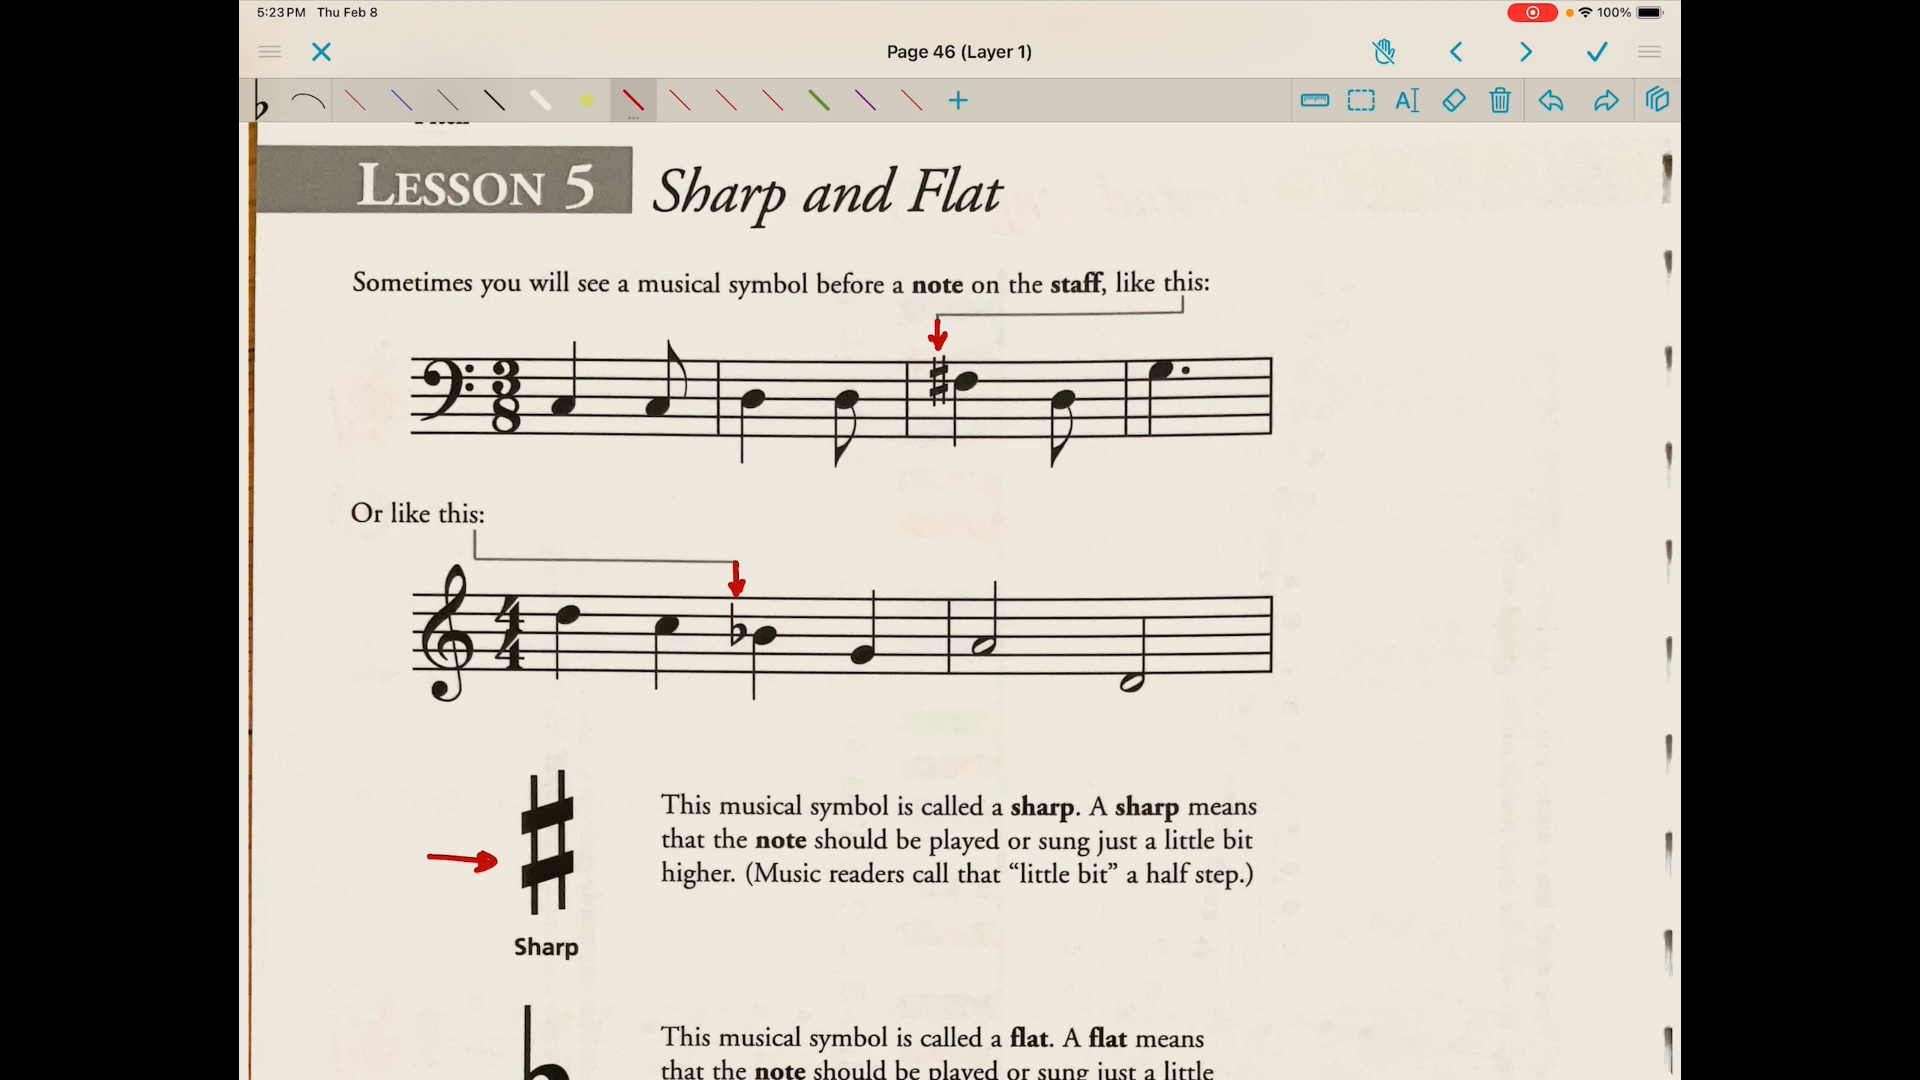 5:23 PM Thu Feb 8
100%
Page 46 (Layer 1)
LESSON 5 Sharp and Flat
Sometimes you will see a musical symbol before a note on the staff, like this:
3
8
Or like this:
4
4
This musical symbol is called a sharp. A sharp means
that the note should be played or sung just a little bit
higher. (Music readers call that “little bit” a half step.)
Sharp
This musical symbol is called a flat. A flat means
that the note should be played or sung just a little